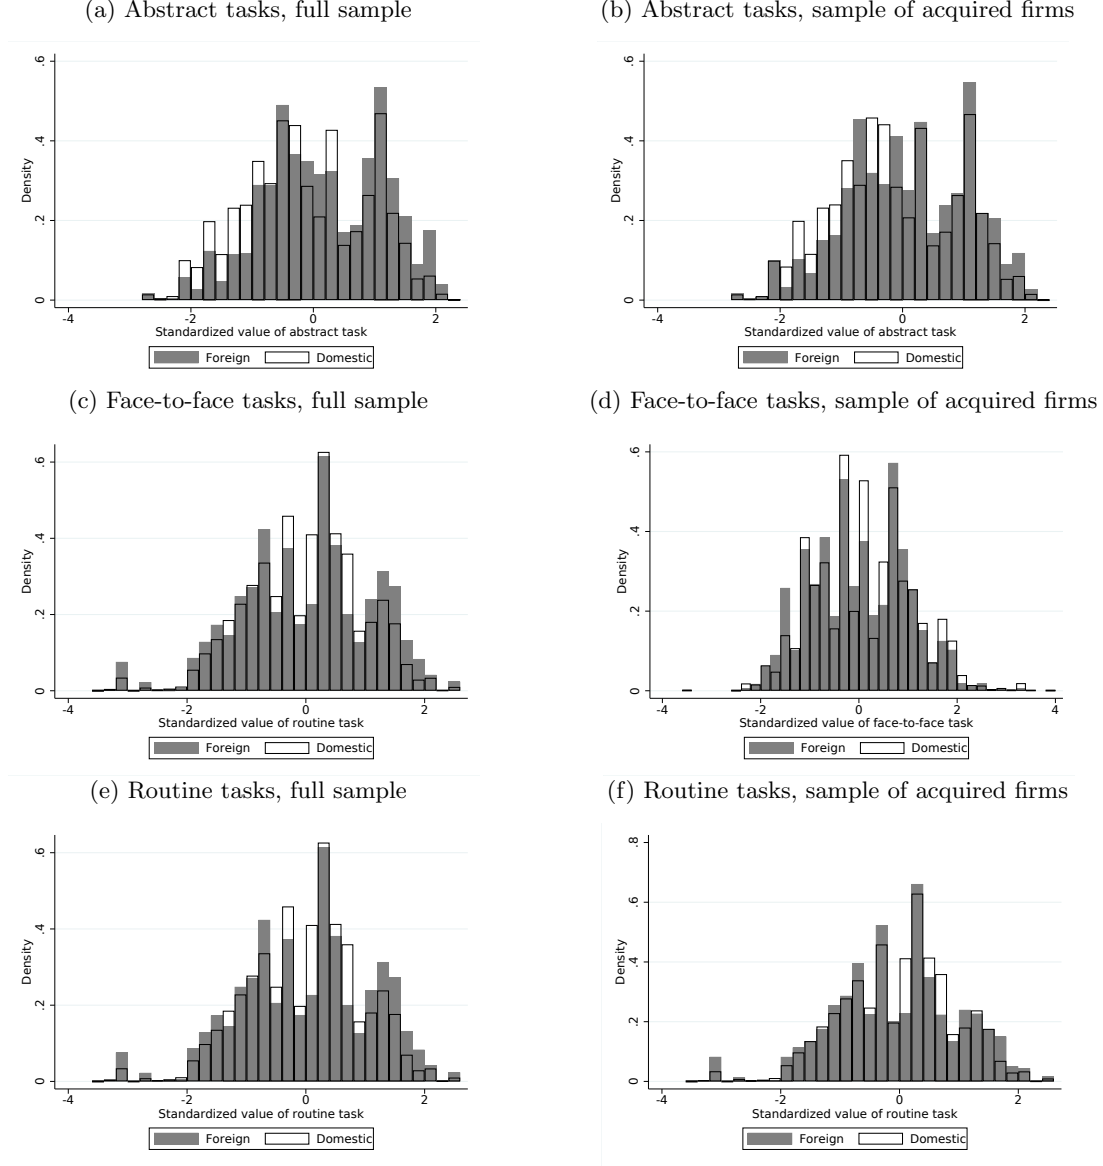 (a) Abstract tasks, full sample
(b) Abstract tasks, sample of acquired firms
Density
0 .2 .4 .6
-4 -2 0 2
Standardized value of abstract task
Foreign Domestic
Density
0 .2 .4 .6
-4 -2 0 2
Standardized value of abstract task
Foreign Domestic
(c) Face-to-face tasks, full sample
(d) Face-to-face tasks, sample of acquired firms
Density
0 .2 .4 .6
-4 -2 0 2
Standardized value of routine task
Foreign Domestic
Density
0 .2 .4 .6
-4 -2 0 2 4
Standardized value of face-to-face task
Foreign Domestic
(e) Routine tasks, full sample
(f) Routine tasks, sample of acquired firms
Density
0 .2 .4 .6
-4 -2 0 2
Standardized value of routine task
Foreign Domestic
Density
0 .2 .4 .6 .8
-4 -2 0 2
Standardized value of routine task
Foreign Domestic